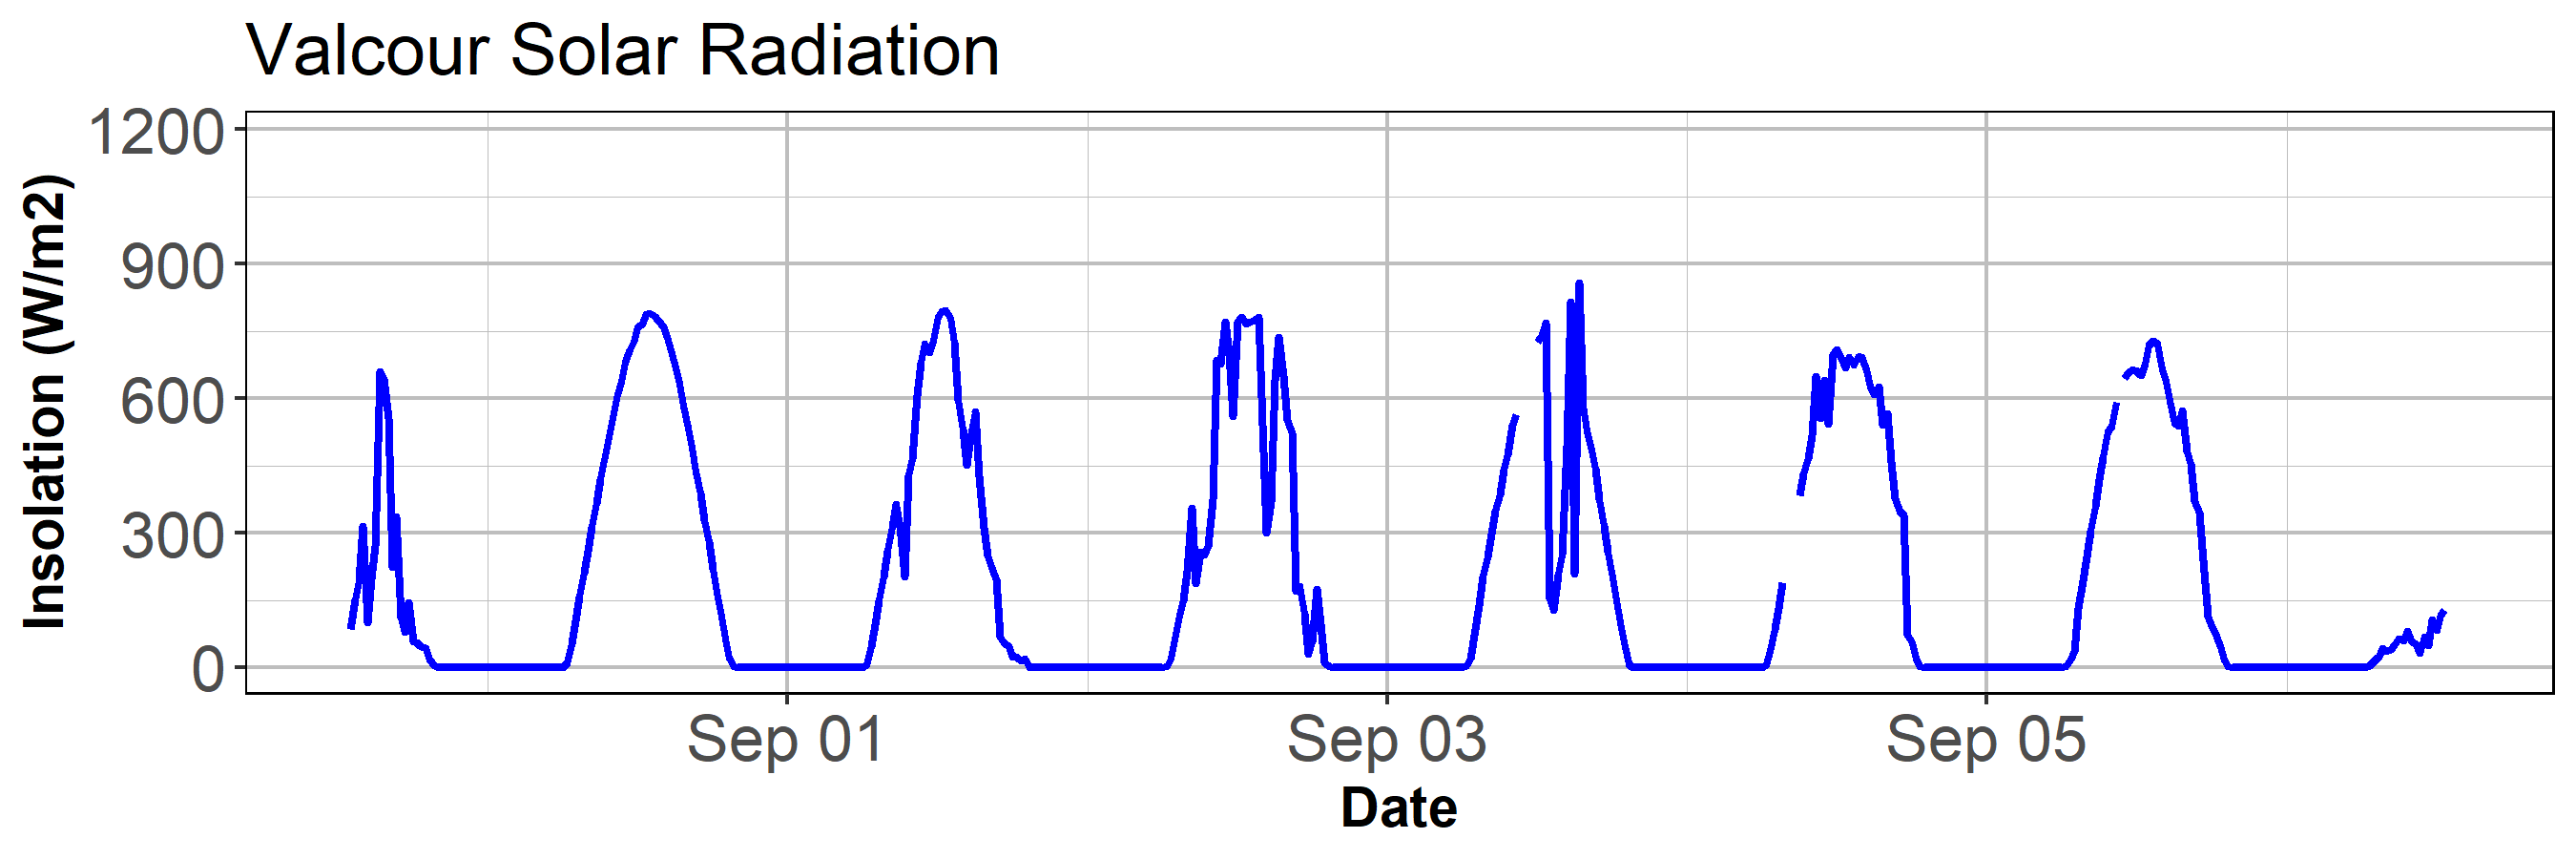 Valcour Solar Radiation
Insolation (W/m2)
1200
900
600
300
0
Sep 01
Sep 03
Sep 05
Date